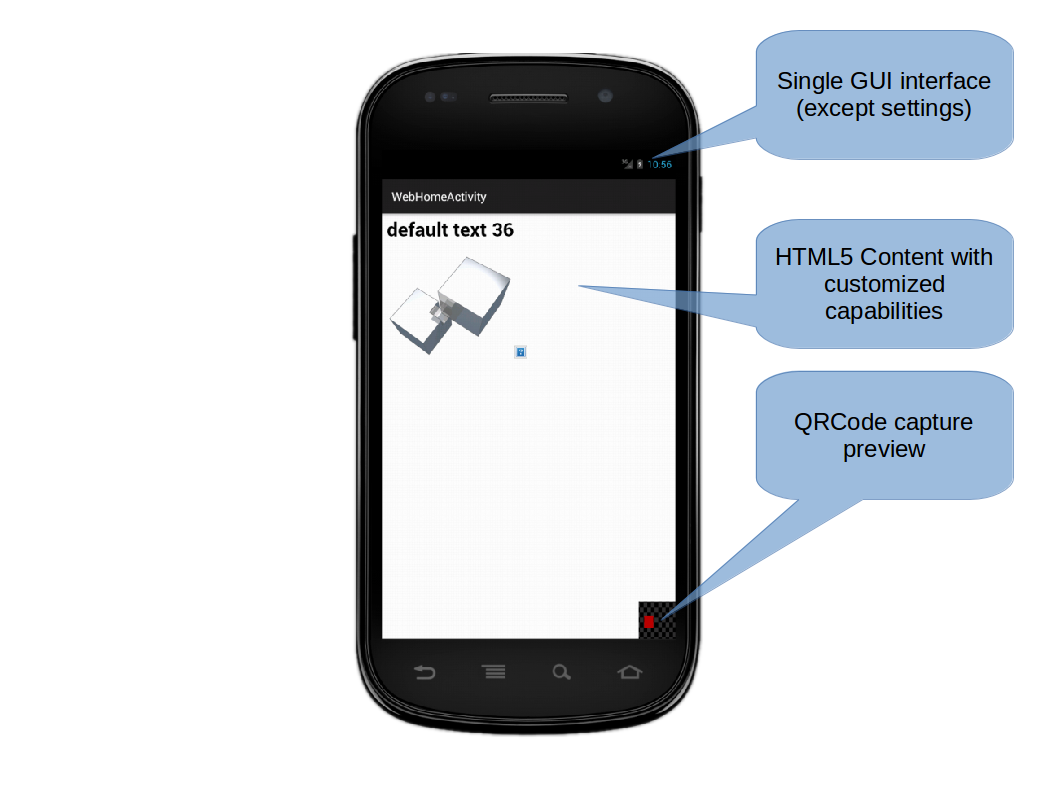 Single GUI interface
(except settings)
10:56
WebHomeActivity
default text 36
HTML5 Content with
customized
capabilities
QRCode capture
preview